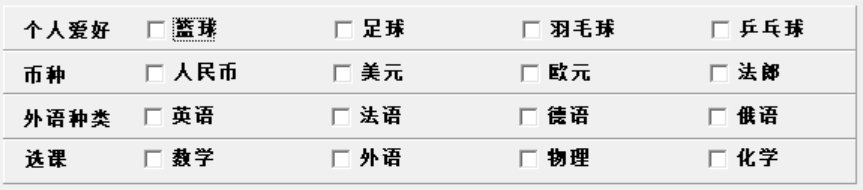 个人爱好 篮球 足球 羽毛球 乒乓球
币种 人民币 美元 欧元 法郎
外语种类 英语 法语 德语 俄语
选课 数学 外语 物理 化学